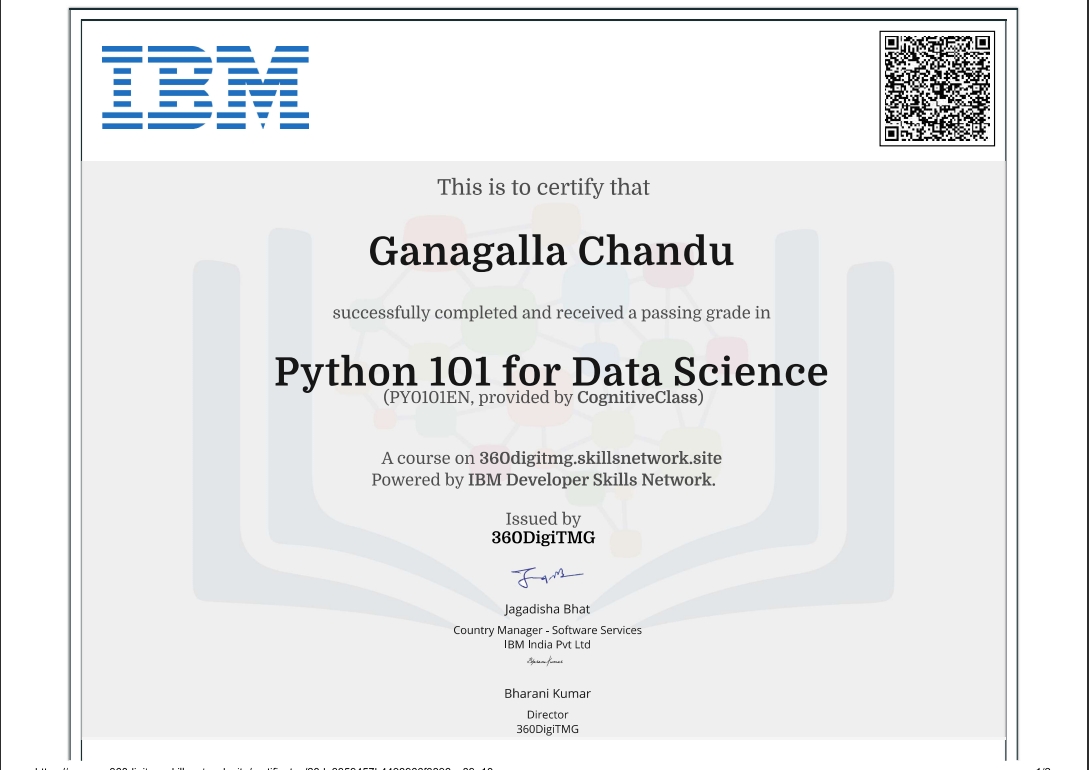 IBM
This is to certify that
Ganagalla Chandu
successfully completed and received a passing grade in
Python 101 for Data Science
(PY0101EN, provided by CognitiveClass)
A course on 360digitmg.skillsnetwork.site
Powered by IBM Developer Skills Network.
Issued by
360DigiTMG
Jagadisha Bhat
Country Manager - Software Services
IBM India Pvt Ltd
Bharani Kumar
Director
360DigiTMG